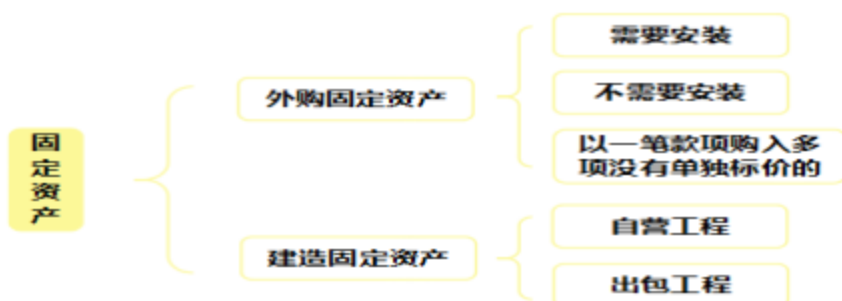 固定资产
外购固定资产
需要安装
不需要安装
以一笔款项购入多
项没有单独标价的
建造固定资产
自营工程
出包工程